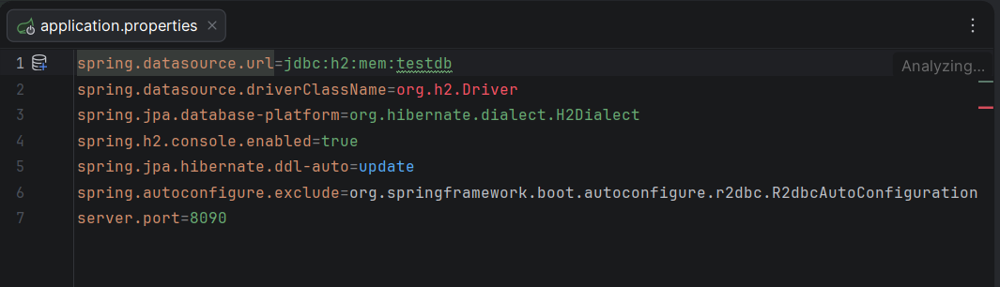 application.properties
1 spring.datasource.url=jdbc:h2:mem:testdb
Analyzing...
2 spring.datasource.driverClassName=org.h2.Driver
3 spring.jpa.database-platform=org.hibernate.dialect.H2Dialect
4 spring.h2.console.enabled=true
5 spring.jpa.hibernate.ddl-auto=update
6 spring.autoconfigure.exclude=org.springframework.boot.autoconfigure.r2dbc.R2dbcAutoConfiguration
7 server.port=8090